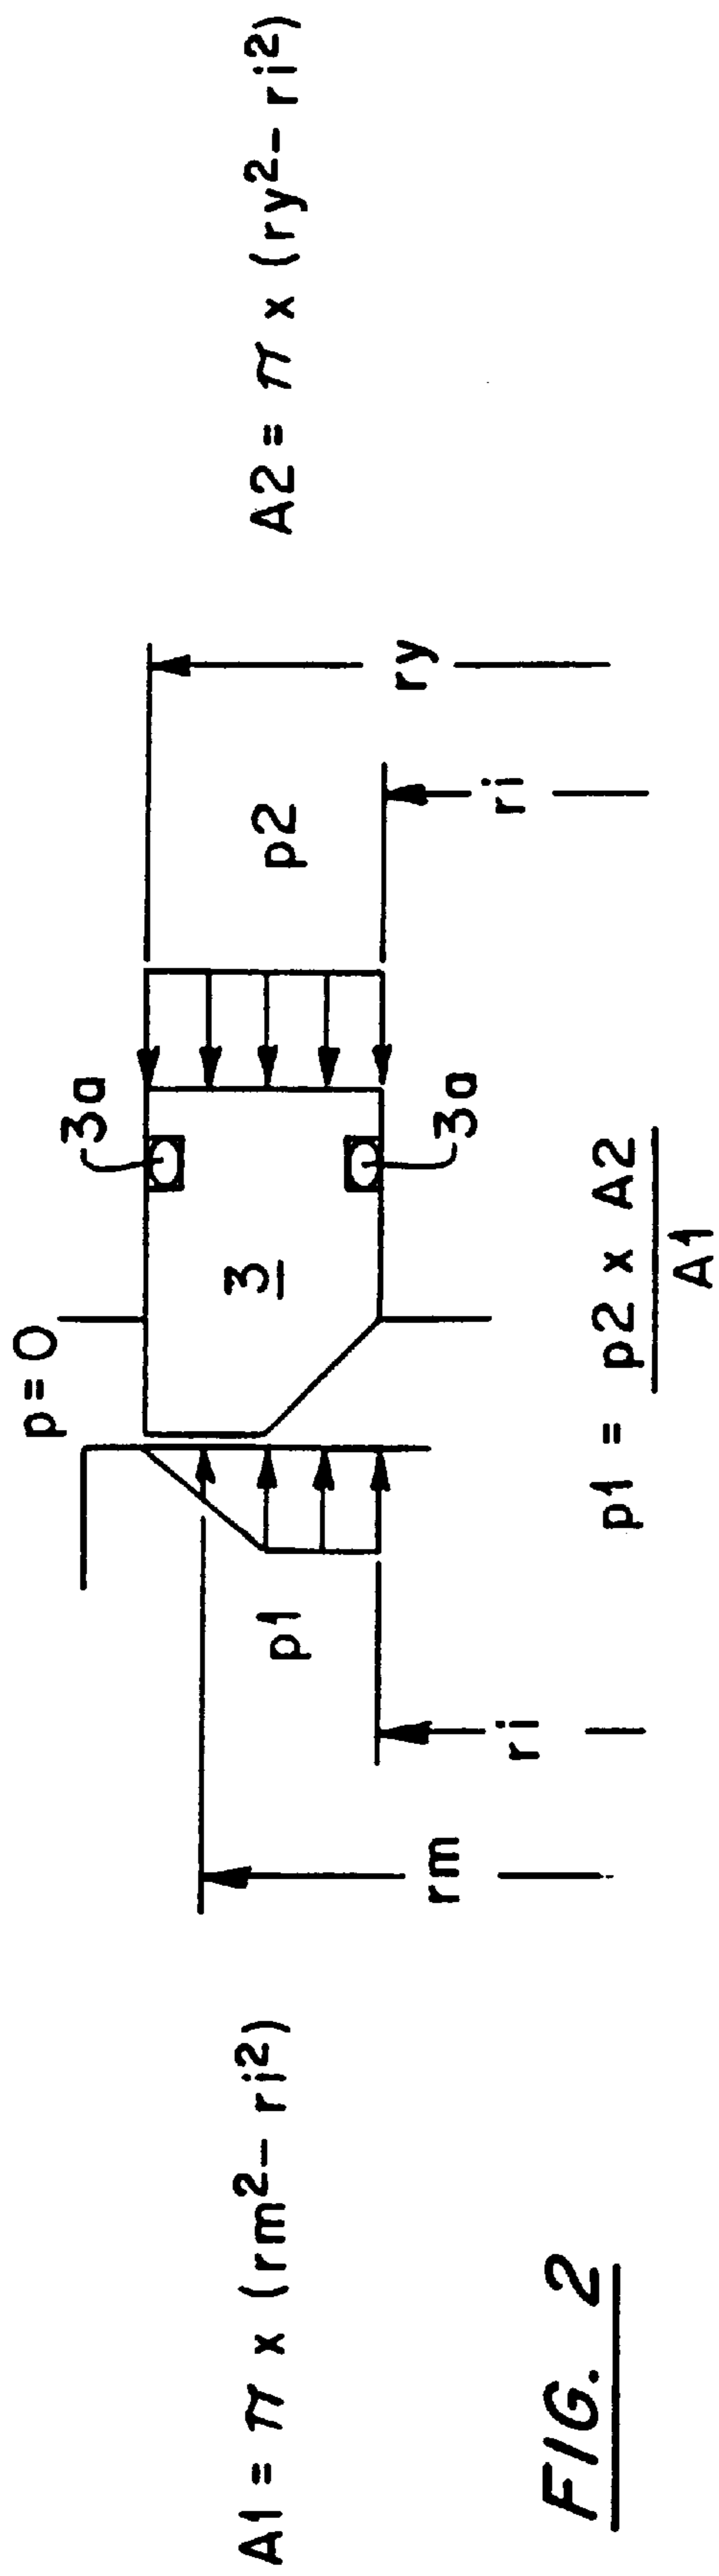 A1 = π x (rm²- ri²)
A2 = π x (ry²- ri²)
p=0
3a
3
p1
p2
3a
rm
ri
ri
ry
p1 = p2 x A2
A1
FIG. 2